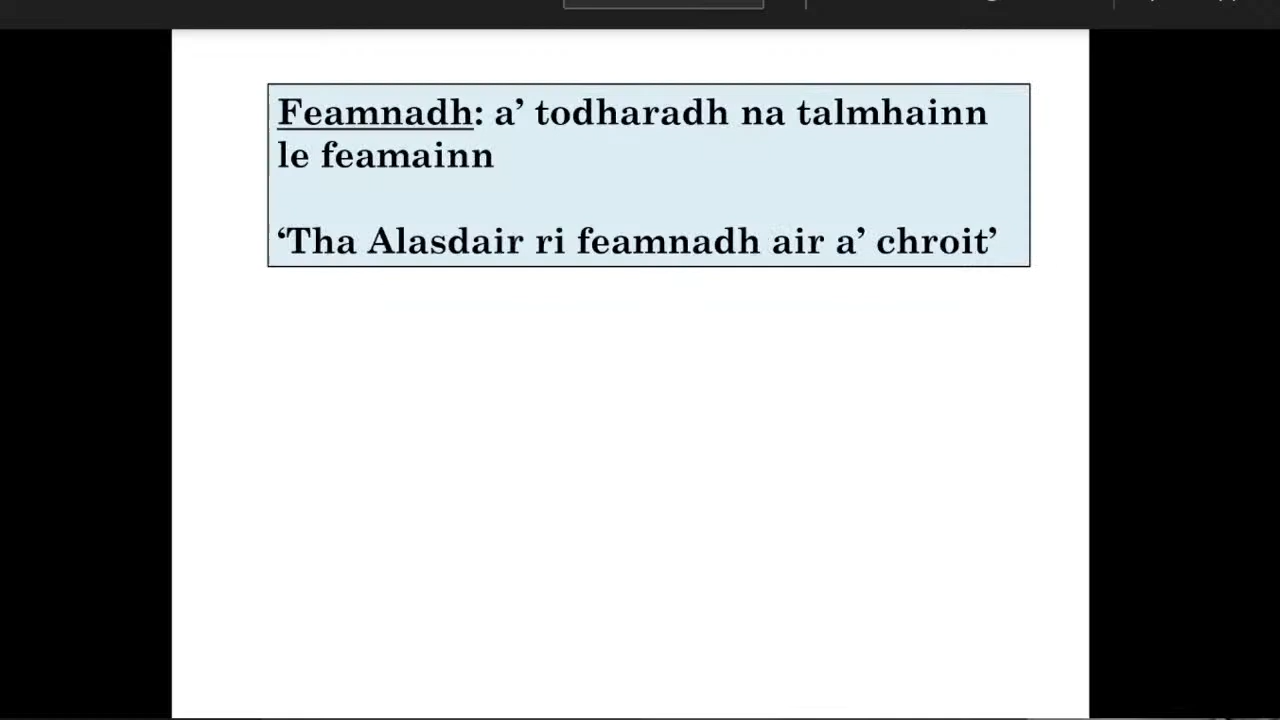 Feamnadh: a’ todharadh na talmhainn
le feamainn
‘Tha Alasdair ri feamnadh air a’ chroit’